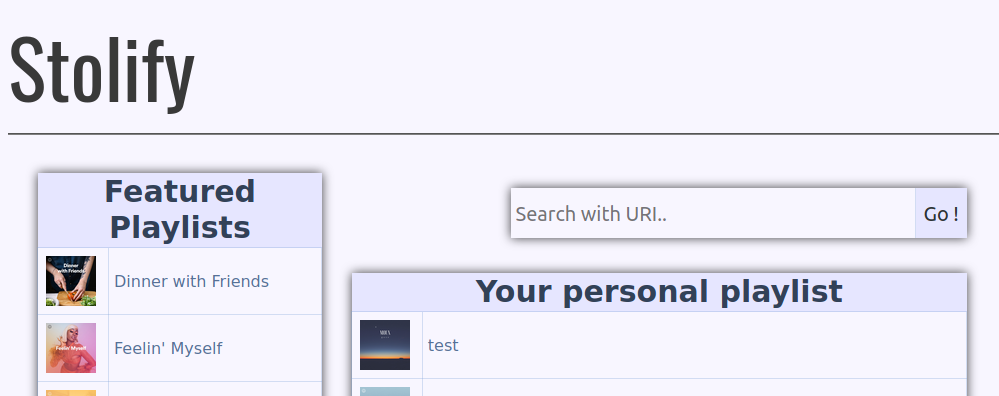 Stolify
Featured
Playlists
Search with URI..
Go !
Dinner
with Friends
Dinner with Friends
Your personal playlist
Feelin' Myself
Feelin' Myself
test